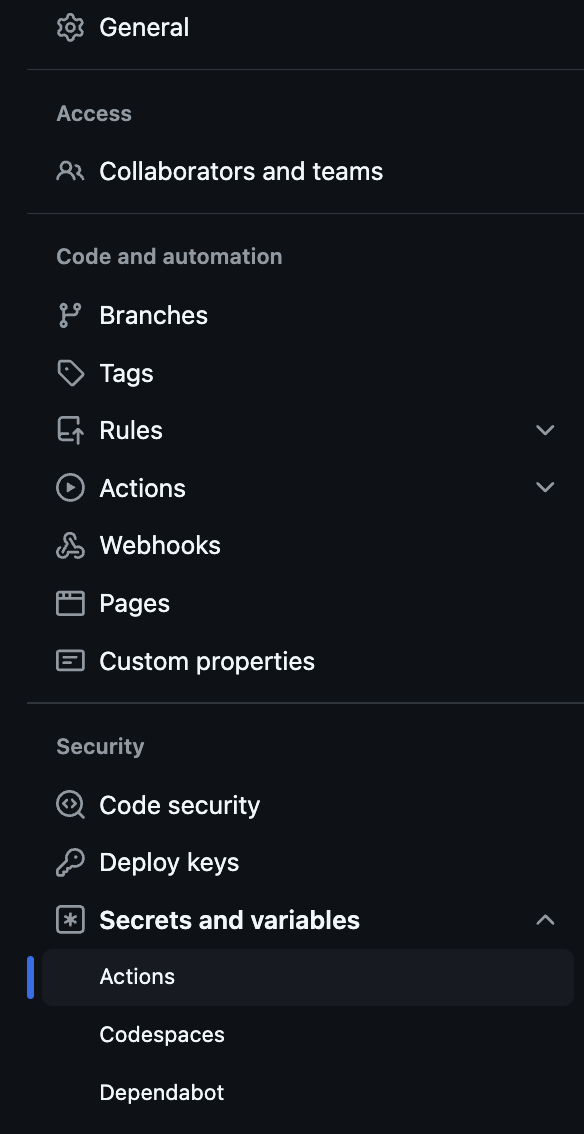 General
Access
Collaborators and teams
Code and automation
Branches
Tags
Rules
Actions
Webhooks
Pages
Custom properties
Security
Code security
Deploy keys
Secrets and variables
Actions
Codespaces
Dependabot